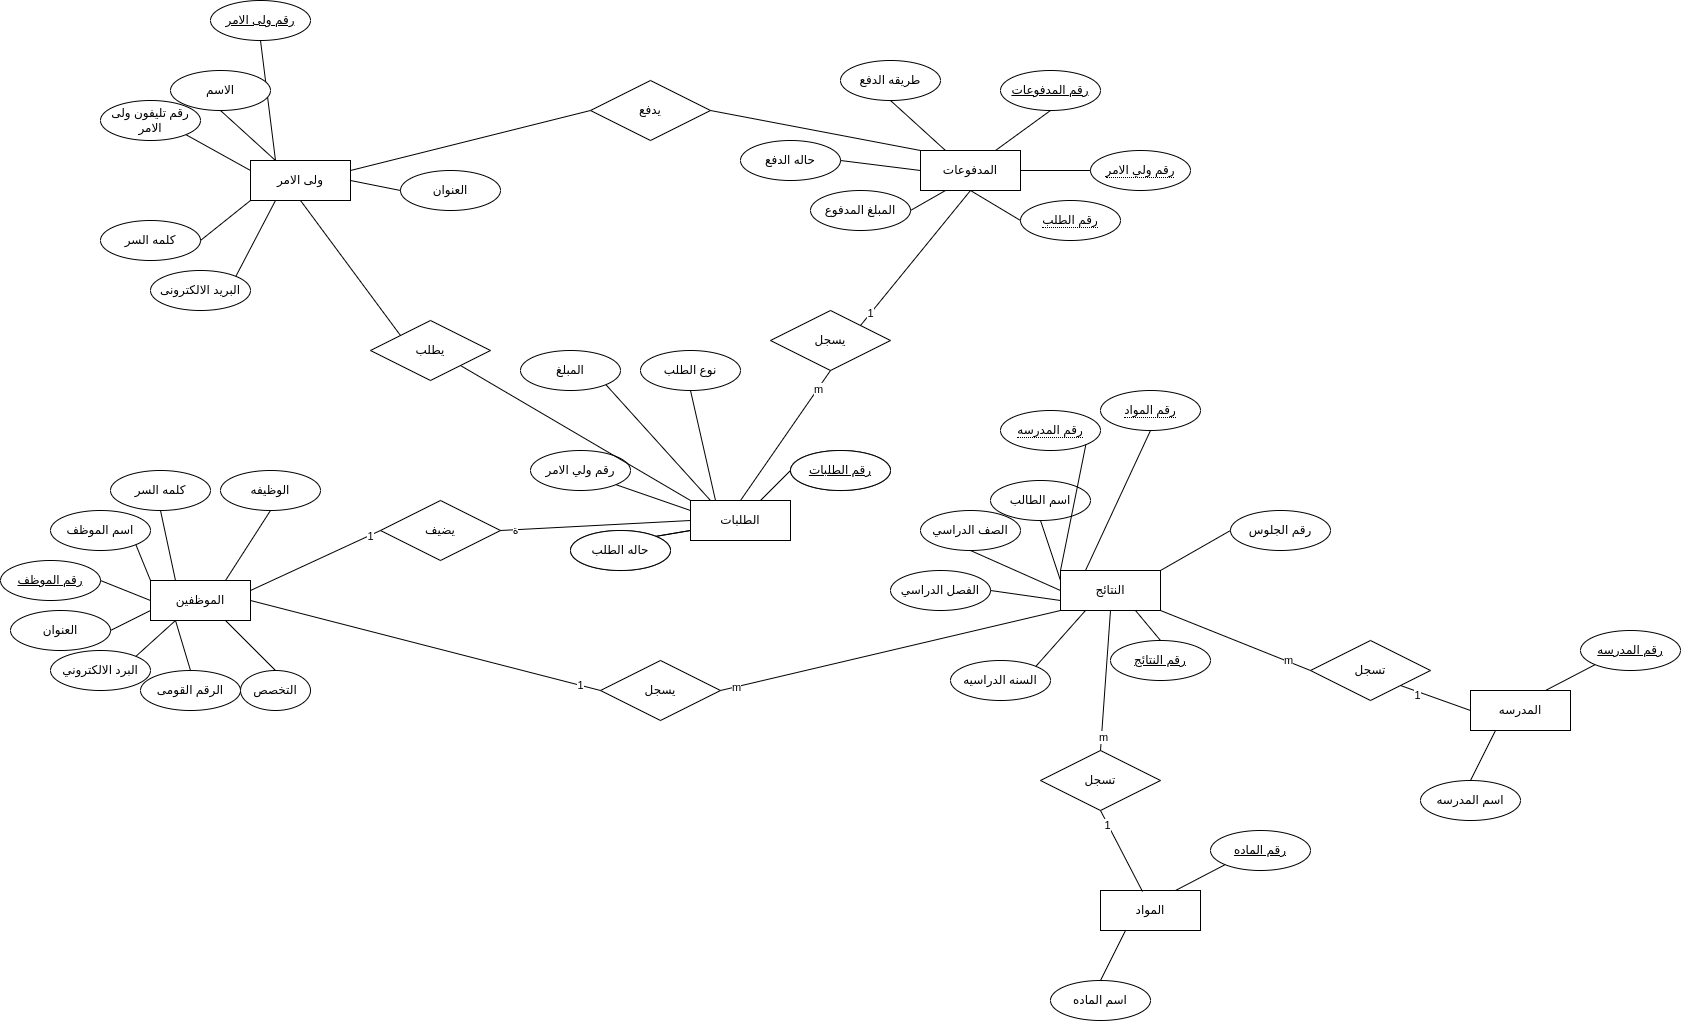 رقم ولى الامر
الاسم
رقم تليفون ولى
الامر
ولى الامر
العنوان
كلمه السر
البريد الالكترونى
يدفع
طريقه الدفع
رقم المدفوعات
حاله الدفع
المدفوعات
رقم ولي الامر
المبلغ المدفوع
رقم الطلب
يطلب
يسجل
1
m
المبلغ
نوع الطلب
رقم ولي الامر
رقم الطلبات
الطلبات
حاله الطلب
يضيف
1
ة
كلمه السر
الوظيفه
اسم الموظف
رقم الموظف
الموظفين
العنوان
البرد الالكتروني
الرقم القومى
التخصص
يسجل
1
m
رقم المواد
رقم المدرسه
اسم الطالب
الصف الدراسي
رقم الجلوس
الفصل الدراسي
النتائج
السنه الدراسيه
رقم النتائج
تسجل
m
1
رقم المدرسه
المدرسه
اسم المدرسه
m
تسجل
1
رقم الماده
المواد
اسم الماده